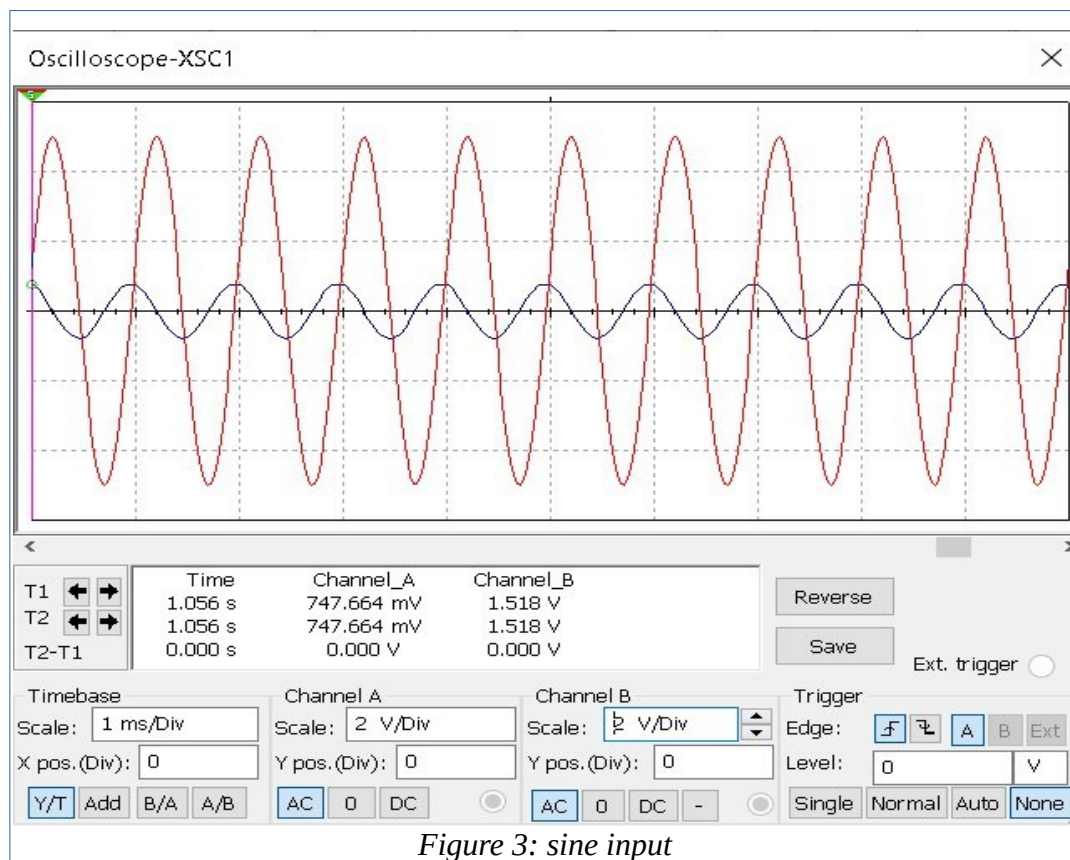 Oscilloscope-XSC1
Time Channel_A Channel_B
T1 1.056 s 747.664 mV 1.518 V
T2 1.056 s 747.664 mV 1.518 V
T2-T1 0.000 s 0.000 V 0.000 V
Reverse
Save
Ext. trigger
Timebase
Scale: 1 ms/Div
X pos.(Div): 0
Y/T Add B/A A/B
Channel A
Scale: 2 V/Div
Y pos.(Div): 0
AC 0 DC
Channel B
Scale: 2 V/Div
Y pos.(Div): 0
AC 0 DC -
Trigger
Edge: A B Ext
Level: 0 V
Single Normal Auto None
Figure 3: sine input